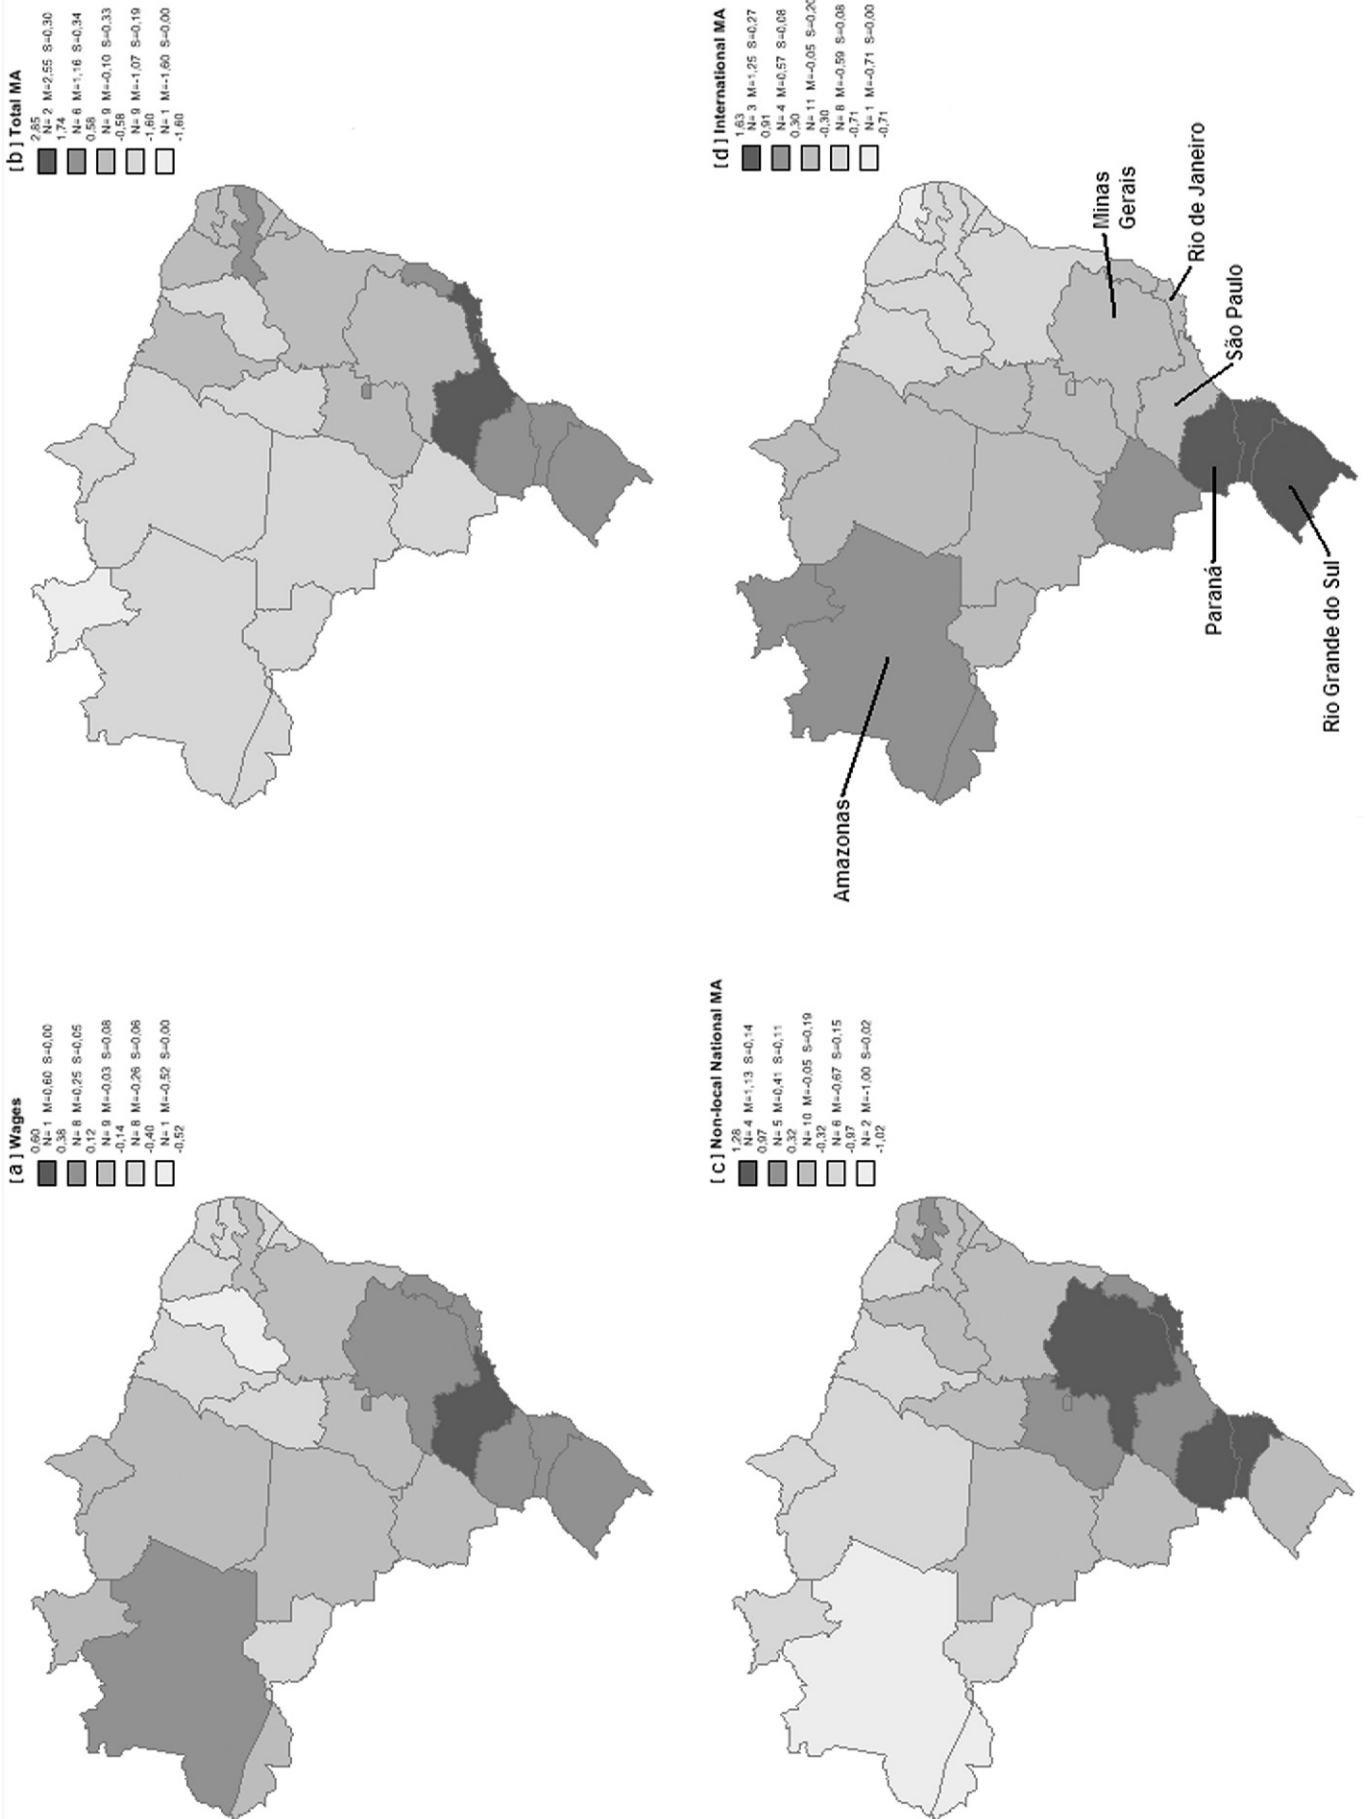 [a] Wages
0,60
N= 1 M=0,60 S=0,00
0,38
N= 8 M=0,25 S=0,05
0,12
N= 9 M=-0,03 S=0,08
-0,14
N= 8 M=-0,26 S=0,06
-0,40
N= 1 M=-0,52 S=0,00
-0,52
[b] Total MA
2,85
N= 2 M=2,55 S=0,30
1,74
N= 6 M=1,16 S=0,34
0,58
N= 9 M=-0,10 S=0,33
-0,58
N= 9 M=-1,07 S=0,19
-1,60
N= 1 M=-1,60 S=0,00
-1,60
[c] Non-local National MA
1,28
N= 4 M=1,13 S=0,14
0,97
N= 5 M=0,41 S=0,11
0,32
N= 10 M=-0,05 S=0,19
-0,32
N= 6 M=-0,67 S=0,15
-0,97
N= 2 M=-1,00 S=0,02
-1,02
[d] International MA
1,63
N= 3 M=1,25 S=0,27
0,91
N= 4 M=0,57 S=0,08
0,30
N= 11 M=-0,05 S=0,20
-0,30
N= 8 M=-0,59 S=0,08
-0,71
N= 1 M=-0,71 S=0,00
-0,71
Amazonas
Minas
Gerais
Rio de Janeiro
São Paulo
Paraná
Rio Grande do Sul